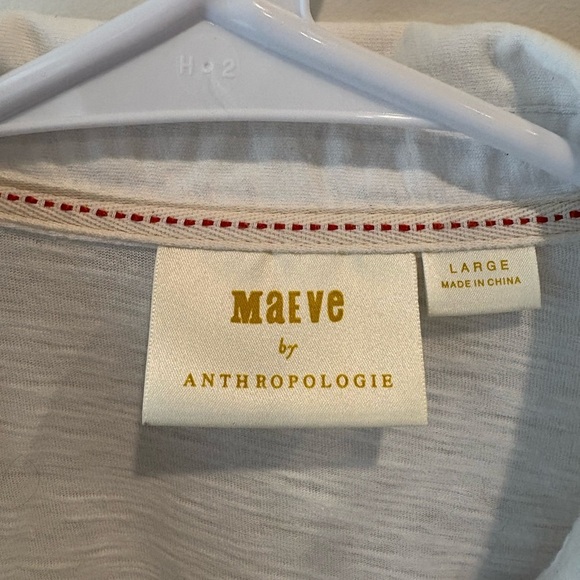 H·2
MaEVe
by
ANTHROPOLOGIE
LARGE
MADE IN CHINA